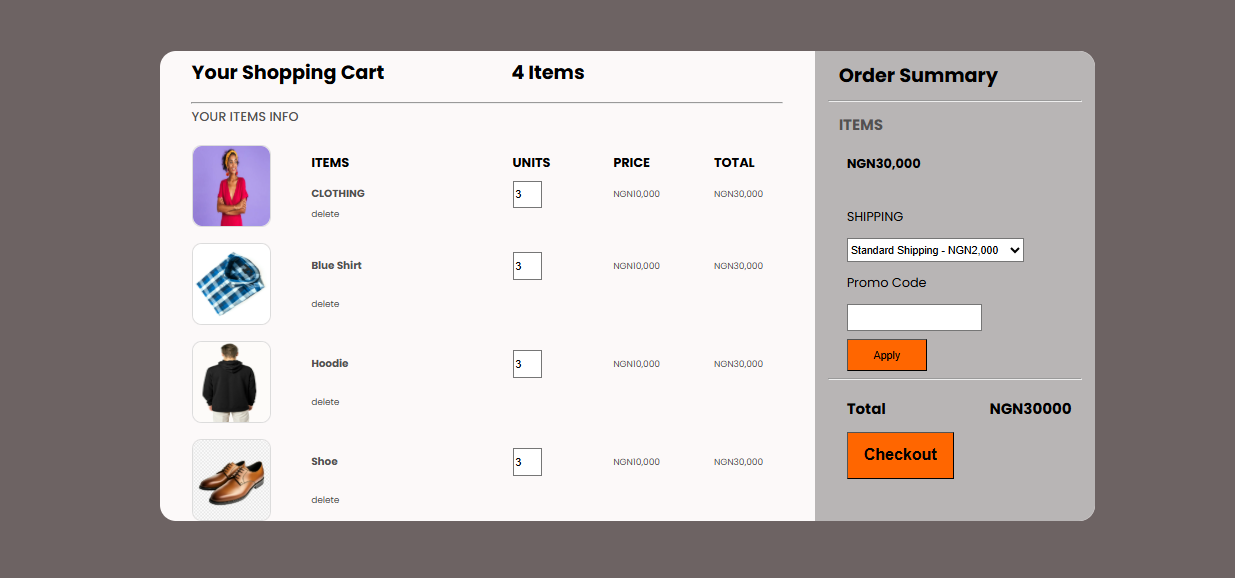 Your Shopping Cart 4 Items
YOUR ITEMS INFO
ITEMS UNITS PRICE TOTAL
CLOTHING 3 NGN10,000 NGN30,000
delete
Blue Shirt 3 NGN10,000 NGN30,000
delete
Hoodie 3 NGN10,000 NGN30,000
delete
Shoe 3 NGN10,000 NGN30,000
delete
Order Summary
ITEMS
NGN30,000
SHIPPING
Standard Shipping - NGN2,000
Promo Code
Apply
Total NGN30000
Checkout